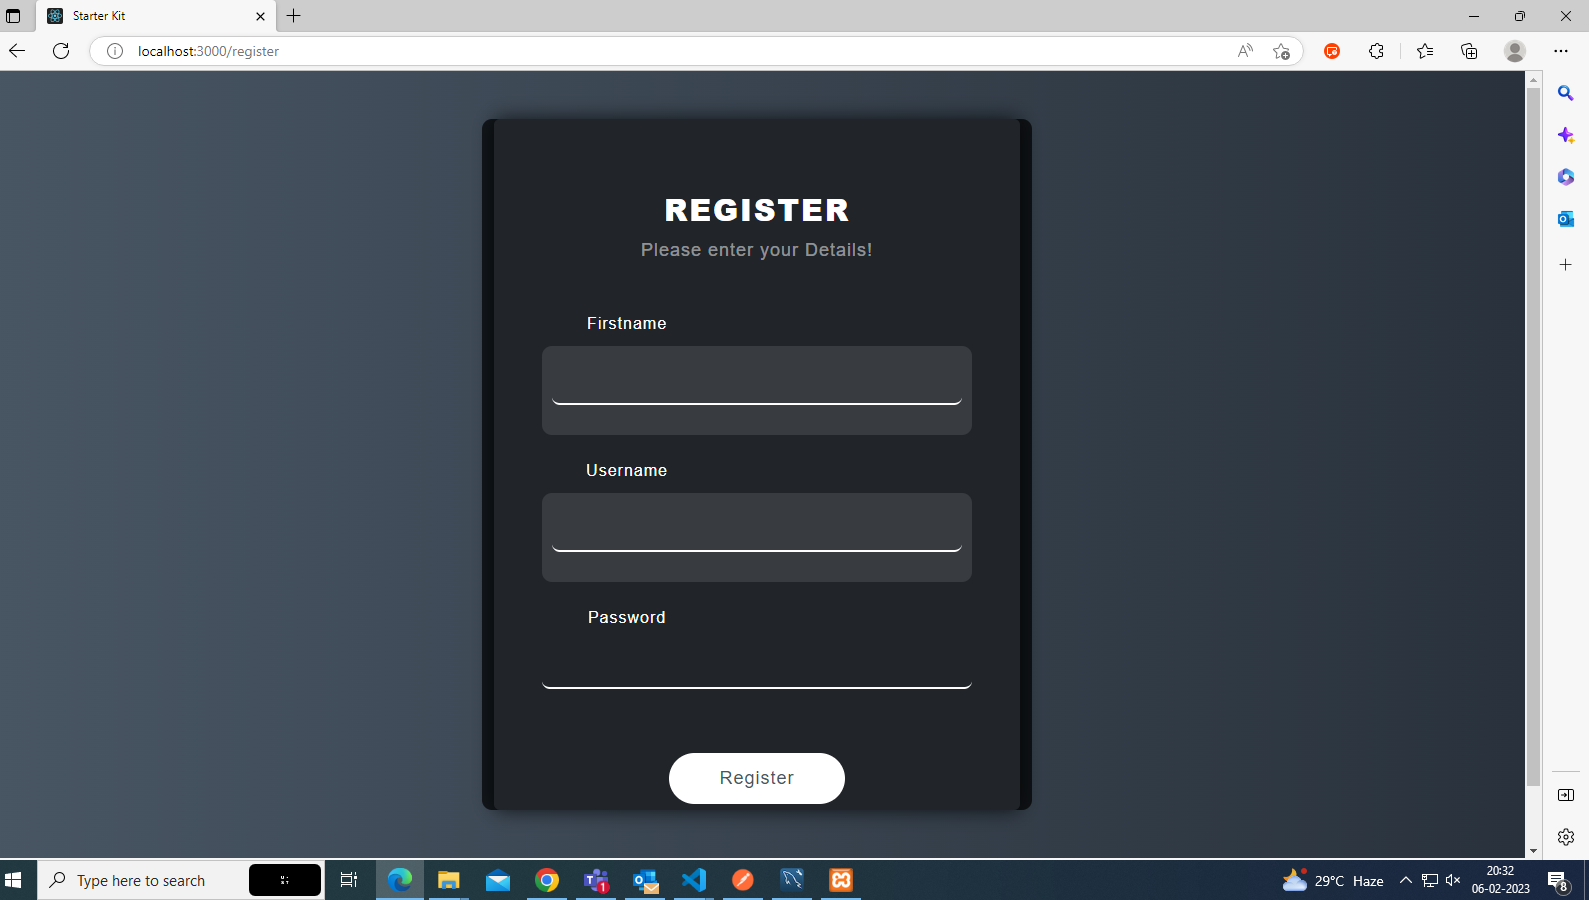 Starter Kit
localhost:3000/register
REGISTER
Please enter your Details!
Firstname
Username
Password
Register
Type here to search
1
29°C Haze
20:32
06-02-2023
8